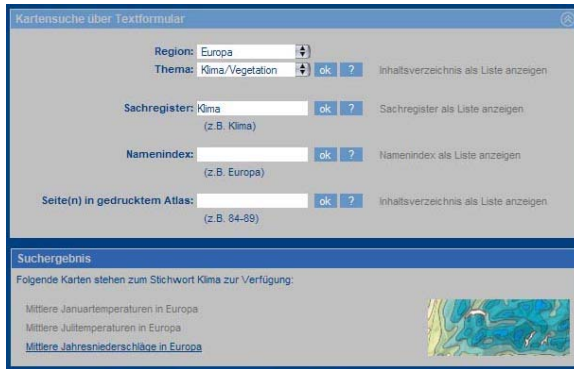 Kartensuche über Textformular
Region: Europa
Thema: Klima/Vegetation ok ? Inhaltsverzeichnis als Liste anzeigen
Sachregister: Klima ok ? Sachregister als Liste anzeigen
(z.B. Klima)
Namenindex: ok ? Namenindex als Liste anzeigen
(z.B. Europa)
Seite(n) in gedrucktem Atlas: ok ? Inhaltsverzeichnis als Liste anzeigen
(z.B. 84-89)
Suchergebnis
Folgende Karten stehen zum Stichwort Klima zur Verfügung:
Mittlere Januartemperaturen in Europa
Mittlere Julitemperaturen in Europa
Mittlere Jahresniederschläge in Europa